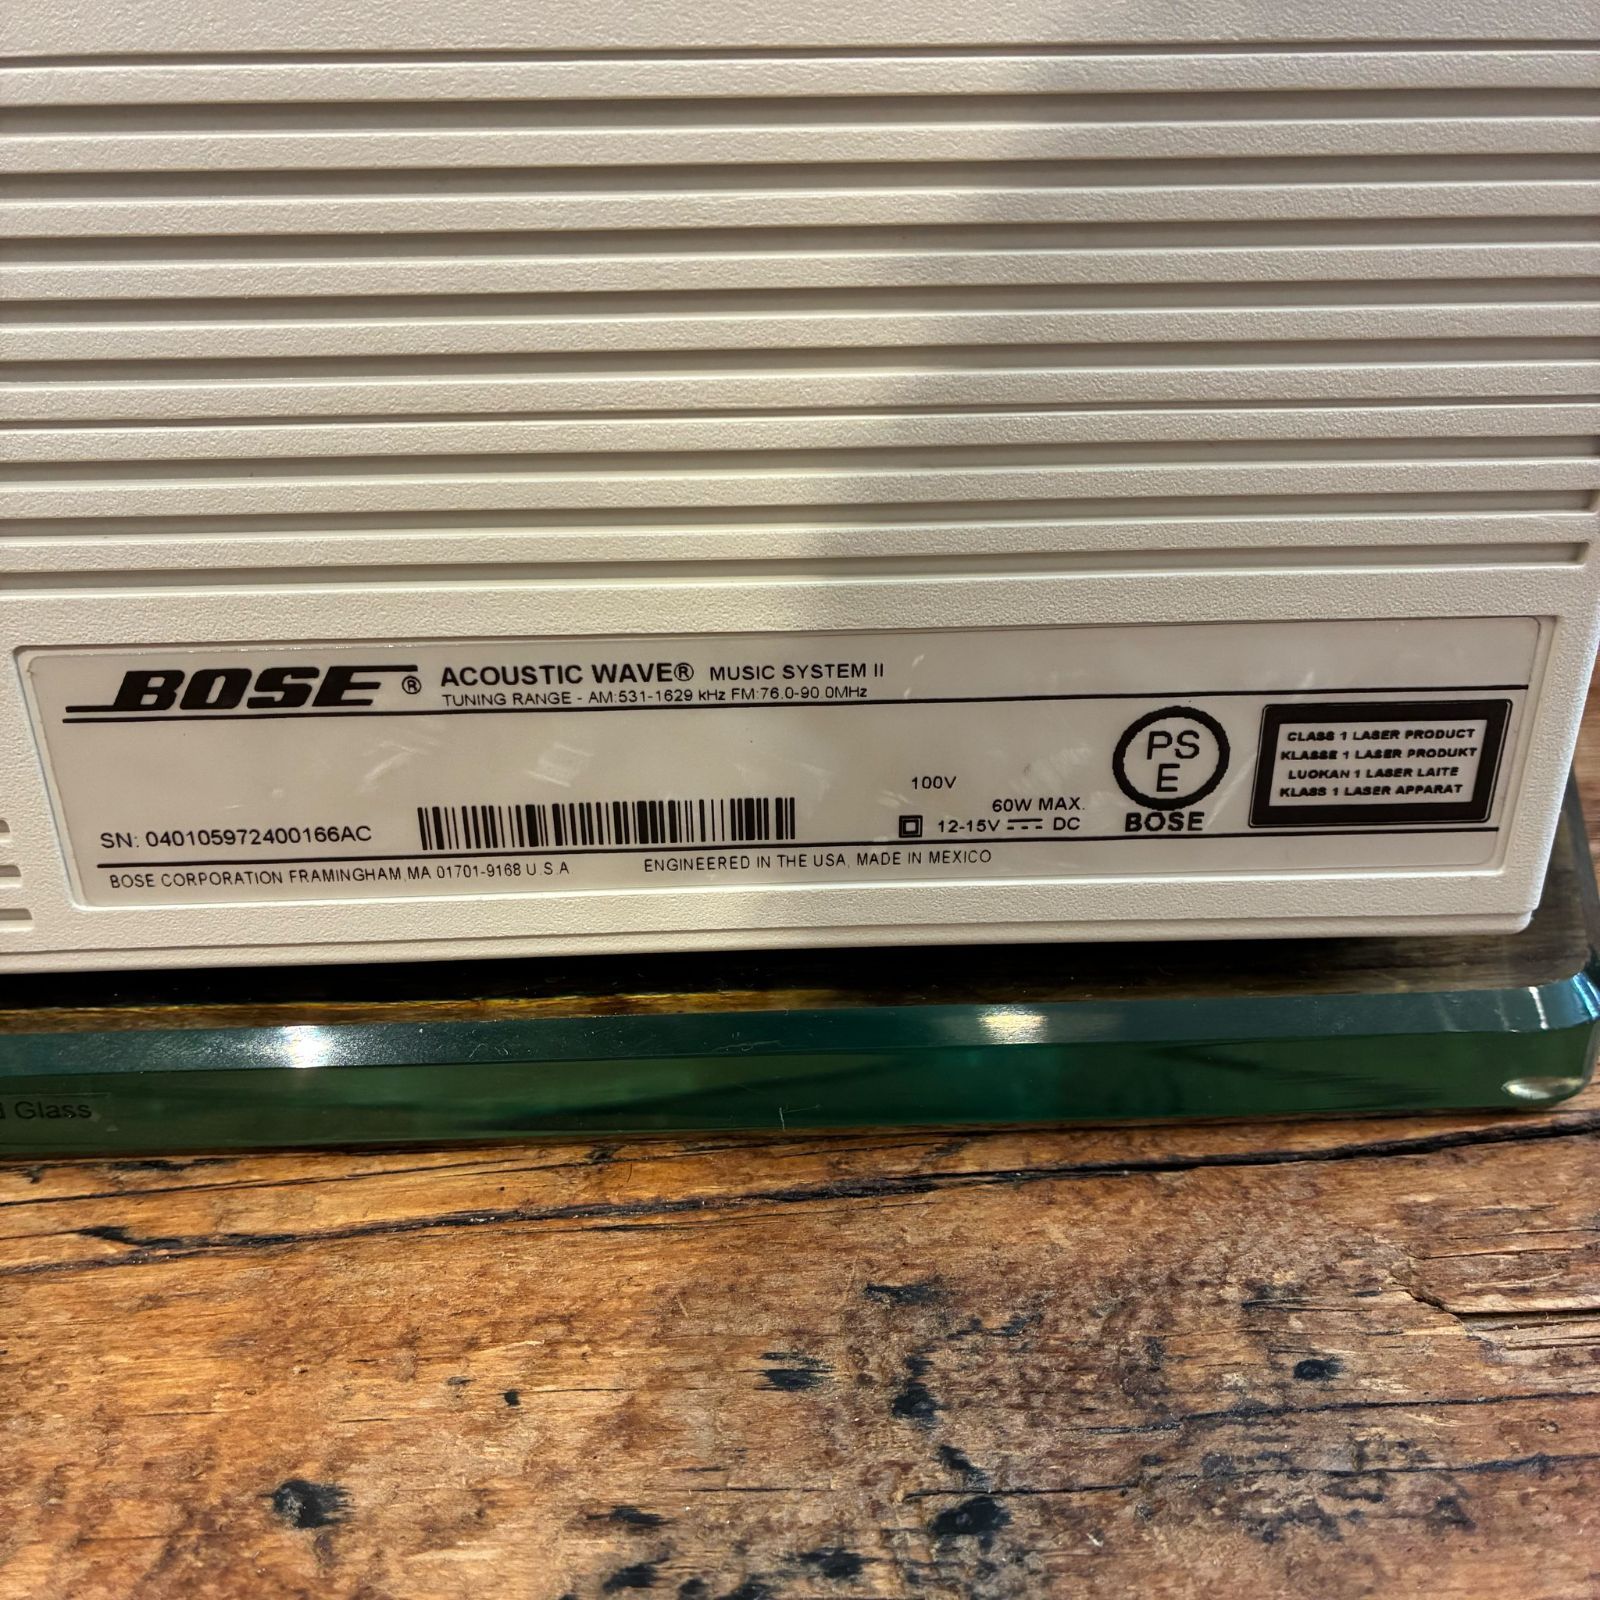 BOSE® ACOUSTIC WAVE® MUSIC SYSTEM II
TUNING RANGE - AM:531-1629 kHz FM:76.0-90.0MHz
PS
E
BOSE
CLASS 1 LASER PRODUCT
KLASSE 1 LASER PRODUKT
LUOKAN 1 LASER LAITE
KLASS 1 LASER APPARAT
100V
60W MAX.
12-15V DC
SN: 040105972400166AC
BOSE CORPORATION FRAMINGHAM,MA 01701-9168 U.S.A
ENGINEERED IN THE USA, MADE IN MEXICO
Glass